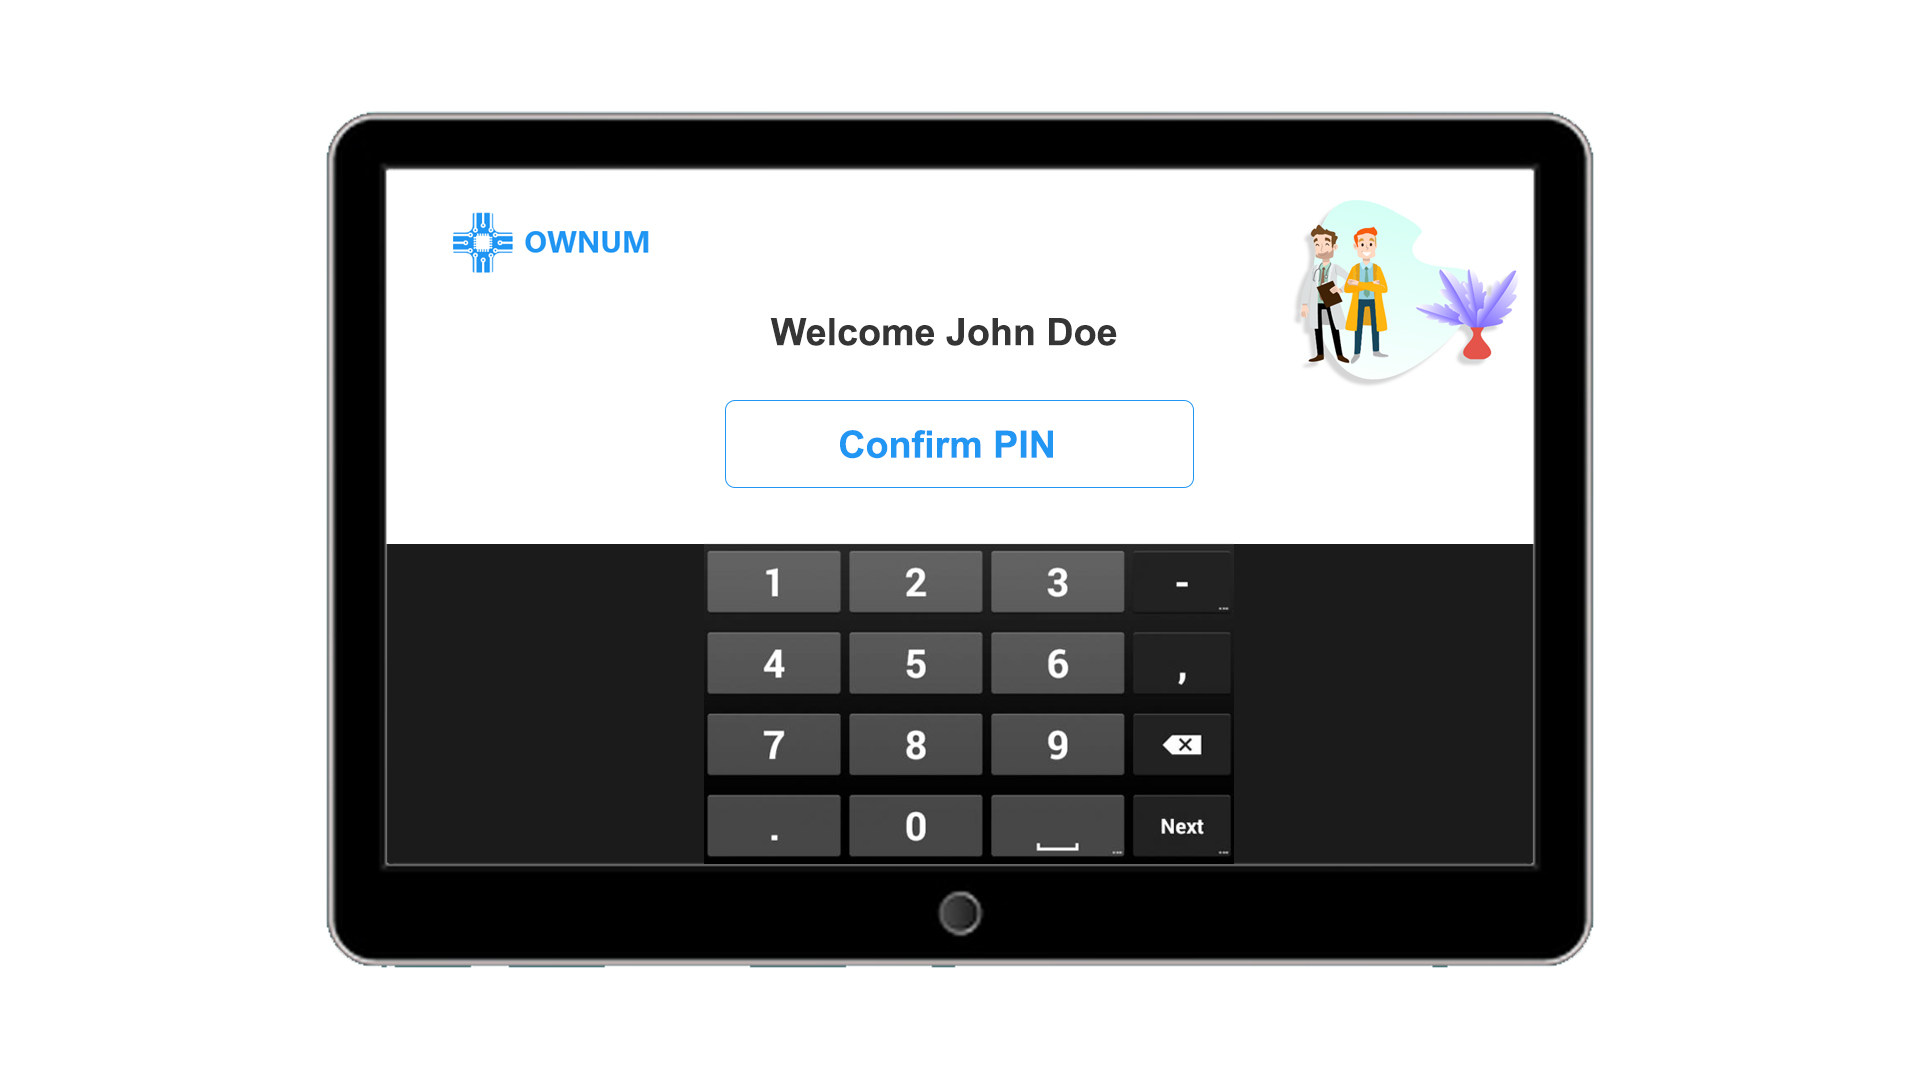 OWNUM
Welcome John Doe
Confirm PIN
1 2 3 -
4 5 6 ,
7 8 9
. 0 Next